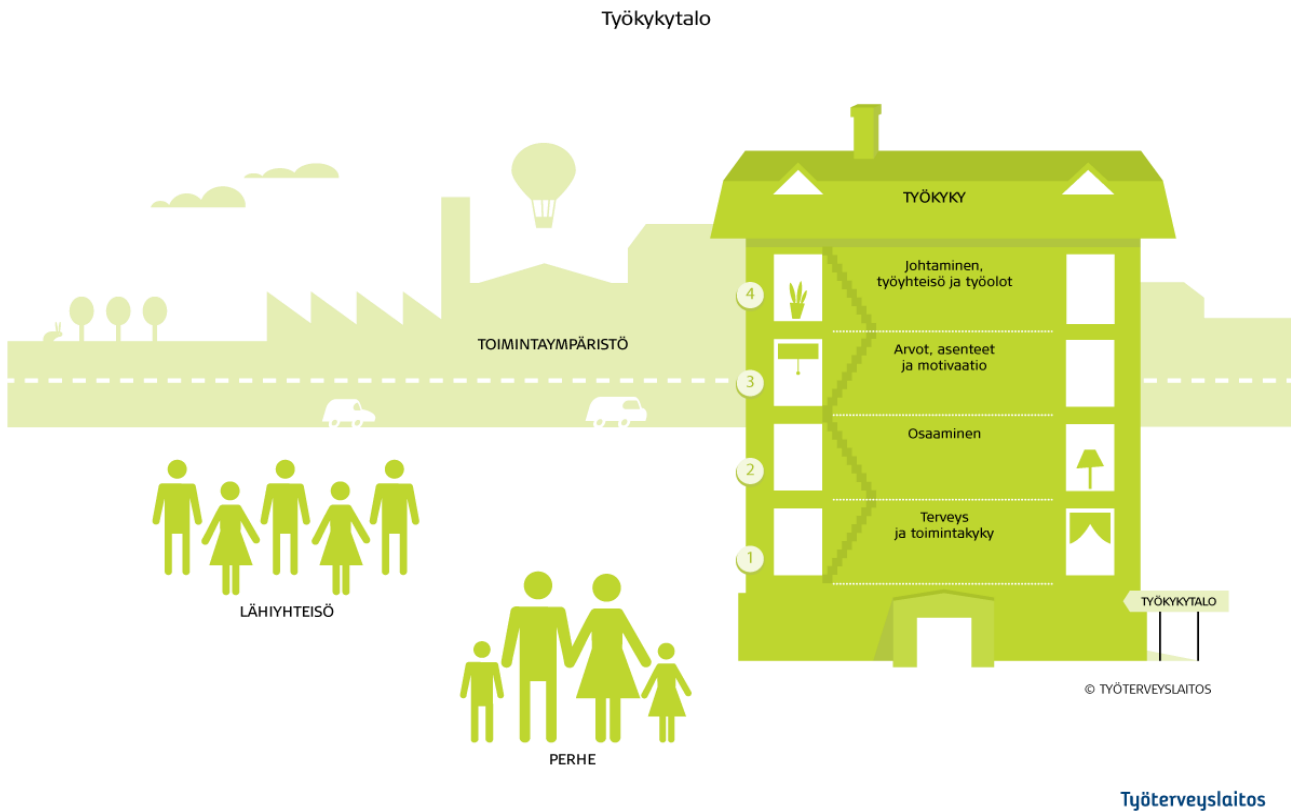 Työkykytalo
TYÖKYKY
4
Johtaminen,
työyhteisö ja työolot
TOIMINTAYMPÄRISTÖ
3
Arvot, asenteet
ja motivaatio
2
Osaaminen
1
Terveys
ja toimintakyky
LÄHIYHTEISÖ
TYÖKYKYTALO
© TYÖTERVEYSLAITOS
PERHE
Työterveyslaitos